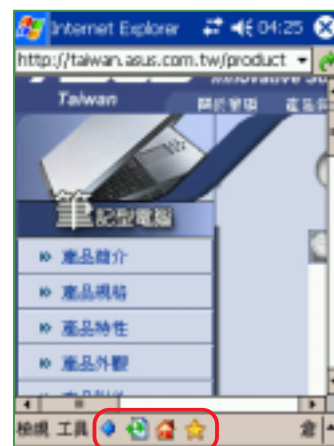 Internet Explorer 04:25
http://taiwan.asus.com.tw/product
Taiwan
筆記型電腦
產品簡介
產品規格
產品特性
產品外觀
檢視 工具 倉